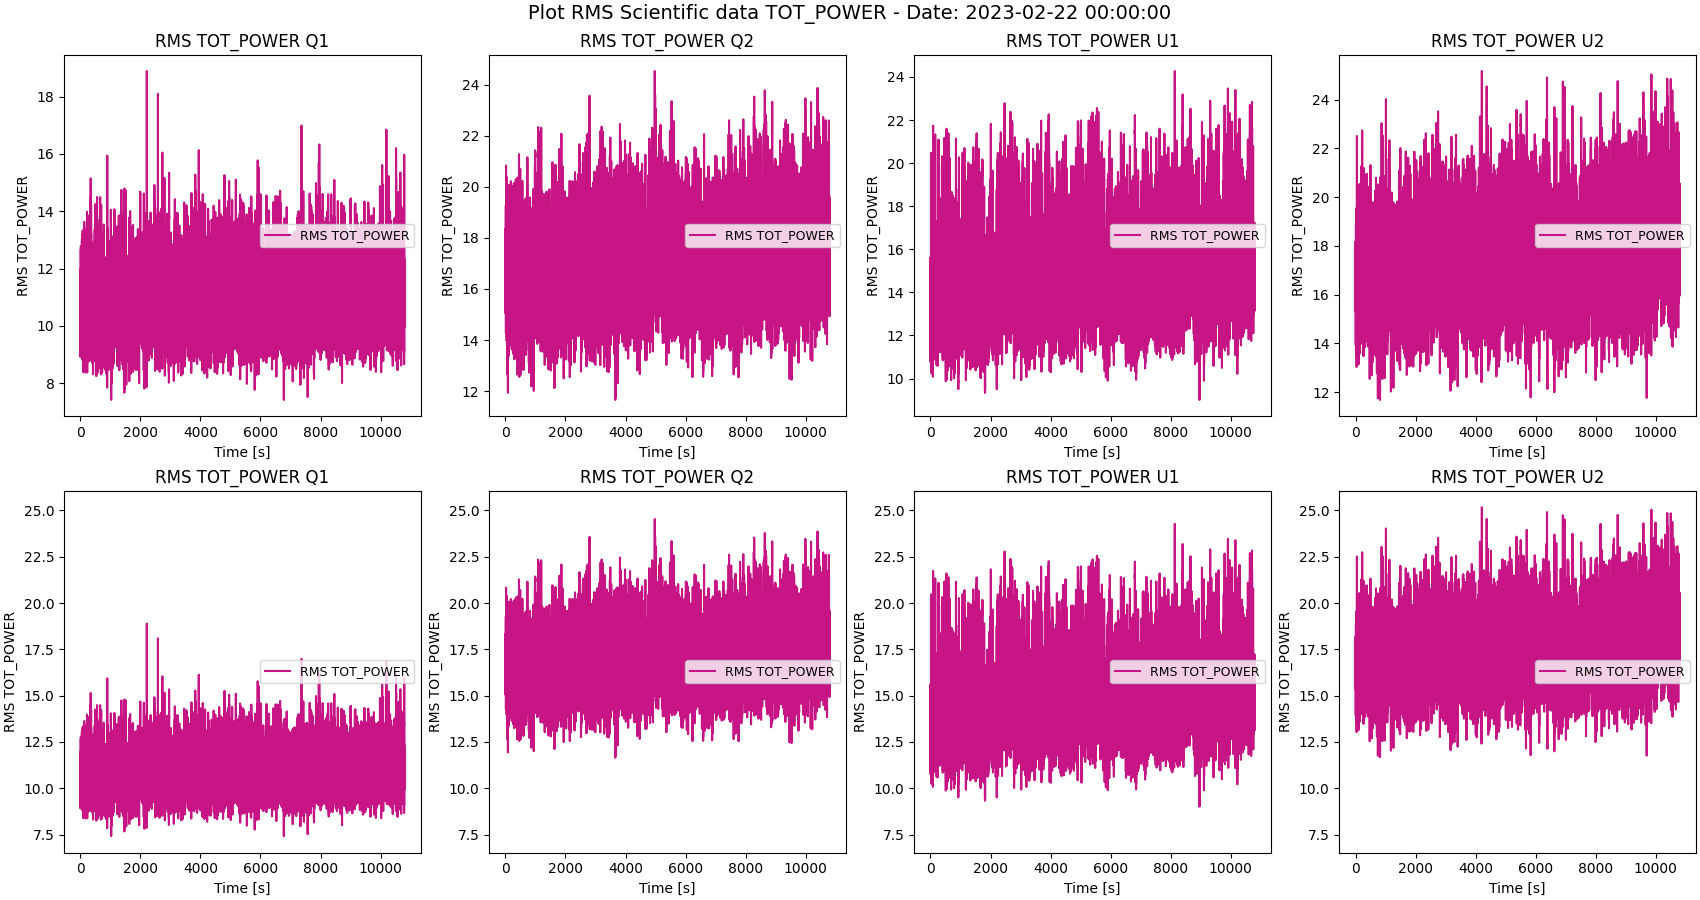 Plot RMS Scientific data TOT_POWER - Date: 2023-02-22 00:00:00
RMS TOT_POWER Q1
RMS TOT_POWER
18
16
14
12
10
8
RMS TOT_POWER
0 2000 4000 6000 8000 10000
Time [s]
RMS TOT_POWER Q2
RMS TOT_POWER
24
22
20
18
16
14
12
RMS TOT_POWER
0 2000 4000 6000 8000 10000
Time [s]
RMS TOT_POWER U1
RMS TOT_POWER
24
22
20
18
16
14
12
10
RMS TOT_POWER
0 2000 4000 6000 8000 10000
Time [s]
RMS TOT_POWER U2
RMS TOT_POWER
24
22
20
18
16
14
12
RMS TOT_POWER
0 2000 4000 6000 8000 10000
Time [s]
RMS TOT_POWER Q1
RMS TOT_POWER
25.0
22.5
20.0
17.5
15.0
12.5
10.0
7.5
RMS TOT_POWER
0 2000 4000 6000 8000 10000
Time [s]
RMS TOT_POWER Q2
RMS TOT_POWER
25.0
22.5
20.0
17.5
15.0
12.5
10.0
7.5
RMS TOT_POWER
0 2000 4000 6000 8000 10000
Time [s]
RMS TOT_POWER U1
RMS TOT_POWER
25.0
22.5
20.0
17.5
15.0
12.5
10.0
7.5
RMS TOT_POWER
0 2000 4000 6000 8000 10000
Time [s]
RMS TOT_POWER U2
RMS TOT_POWER
25.0
22.5
20.0
17.5
15.0
12.5
10.0
7.5
RMS TOT_POWER
0 2000 4000 6000 8000 10000
Time [s]